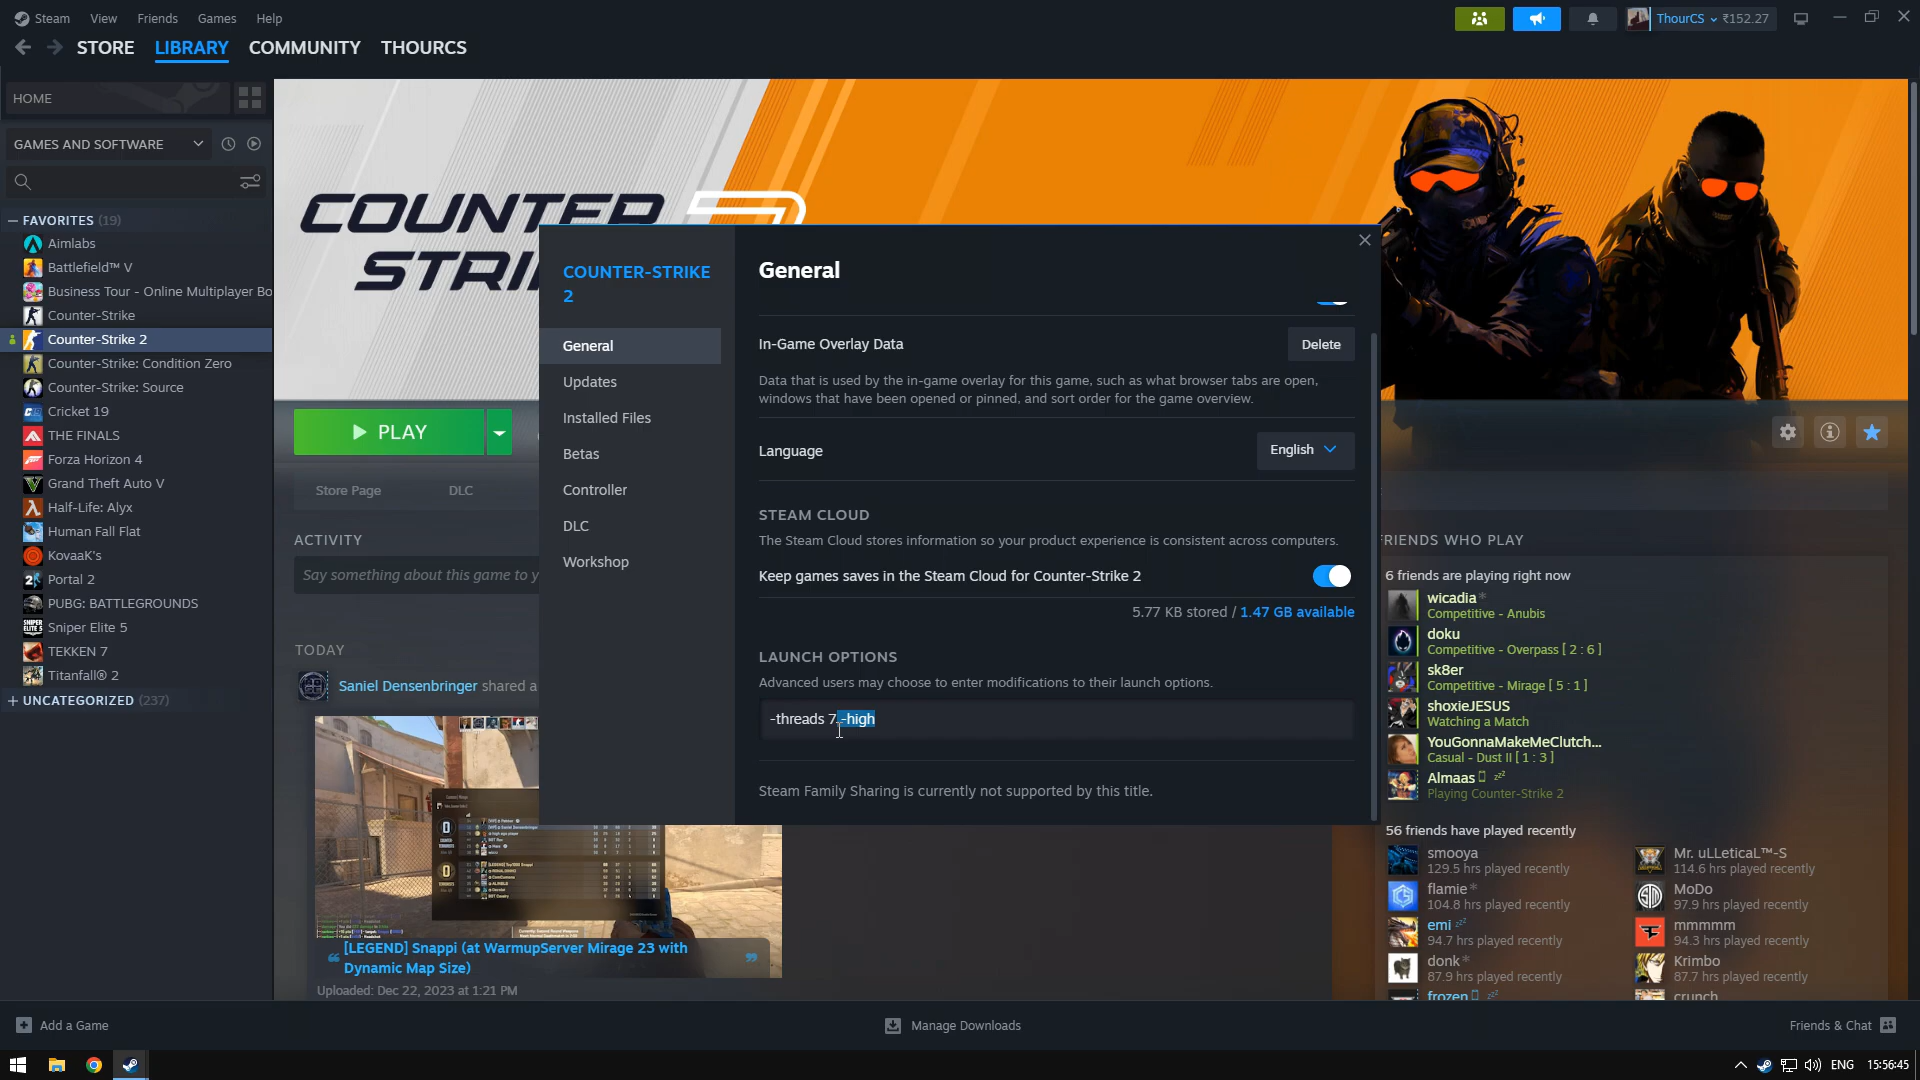 Steam View Friends Games Help
ThourCS ₹152.27
STORE LIBRARY COMMUNITY THOURCS
HOME
GAMES AND SOFTWARE
FAVORITES (19)
Aimlabs
Battlefield™ V
Business Tour - Online Multiplayer Bo
Counter-Strike
Counter-Strike 2
Counter-Strike: Condition Zero
Counter-Strike: Source
Cricket 19
THE FINALS
Forza Horizon 4
Grand Theft Auto V
Half-Life: Alyx
Human Fall Flat
KovaaK's
Portal 2
PUBG: BATTLEGROUNDS
Sniper Elite 5
TEKKEN 7
Titanfall® 2
UNCATEGORIZED (237)
COUNTER
STRI
PLAY
Store Page DLC
ACTIVITY
Say something about this game to y
TODAY
Saniel Densenbringer shared a
[LEGEND] Snappi (at WarmupServer Mirage 23 with
Dynamic Map Size)
Uploaded: Dec 22, 2023 at 1:21 PM
COUNTER-STRIKE
2
General
Updates
Installed Files
Betas
Controller
DLC
Workshop
General
In-Game Overlay Data
Delete
Data that is used by the in-game overlay for this game, such as what browser tabs are open,
windows that have been opened or pinned, and sort order for the game overview.
Language
English
STEAM CLOUD
The Steam Cloud stores information so your product experience is consistent across computers.
Keep games saves in the Steam Cloud for Counter-Strike 2
5.77 KB stored / 1.47 GB available
LAUNCH OPTIONS
Advanced users may choose to enter modifications to their launch options.
-threads 7 -high
Steam Family Sharing is currently not supported by this title.
FRIENDS WHO PLAY
6 friends are playing right now
wicadia*
Competitive - Anubis
doku
Competitive - Overpass [ 2 : 6 ]
sk8er
Competitive - Mirage [ 5 : 1 ]
shoxieJESUS
Watching a Match
YouGonnaMakeMeClutch...
Casual - Dust II [ 1 : 3 ]
Almaas zzz
Playing Counter-Strike 2
56 friends have played recently
smooya
129.5 hrs played recently
Mr. uLLeticaL™-S
114.6 hrs played recently
flamie*
104.8 hrs played recently
MoDo
97.9 hrs played recently
emi zzz
94.7 hrs played recently
mmmmm
94.3 hrs played recently
donk*
87.9 hrs played recently
Krimbo
87.7 hrs played recently
frozen zzz
crunch
Add a Game
Manage Downloads
Friends & Chat
ENG 15:56:45